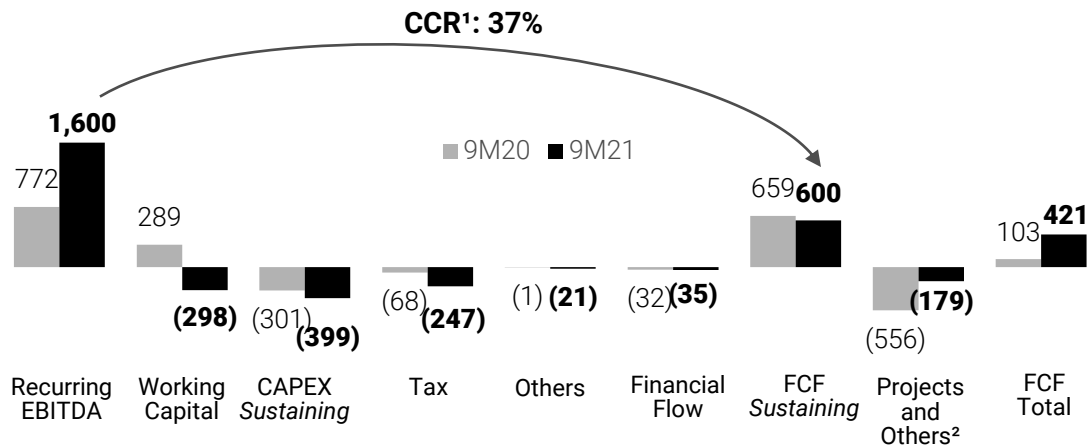 CCR¹: 37%
9M20 9M21
1,600
772
289
(298)
(301)
(399)
(68)
(247)
(1)
(21)
(32)
(35)
659
600
(556)
(179)
103
421
Recurring
EBITDA
Working
Capital
CAPEX
Sustaining
Tax
Others
Financial
Flow
FCF
Sustaining
Projects
and
Others²
FCF
Total